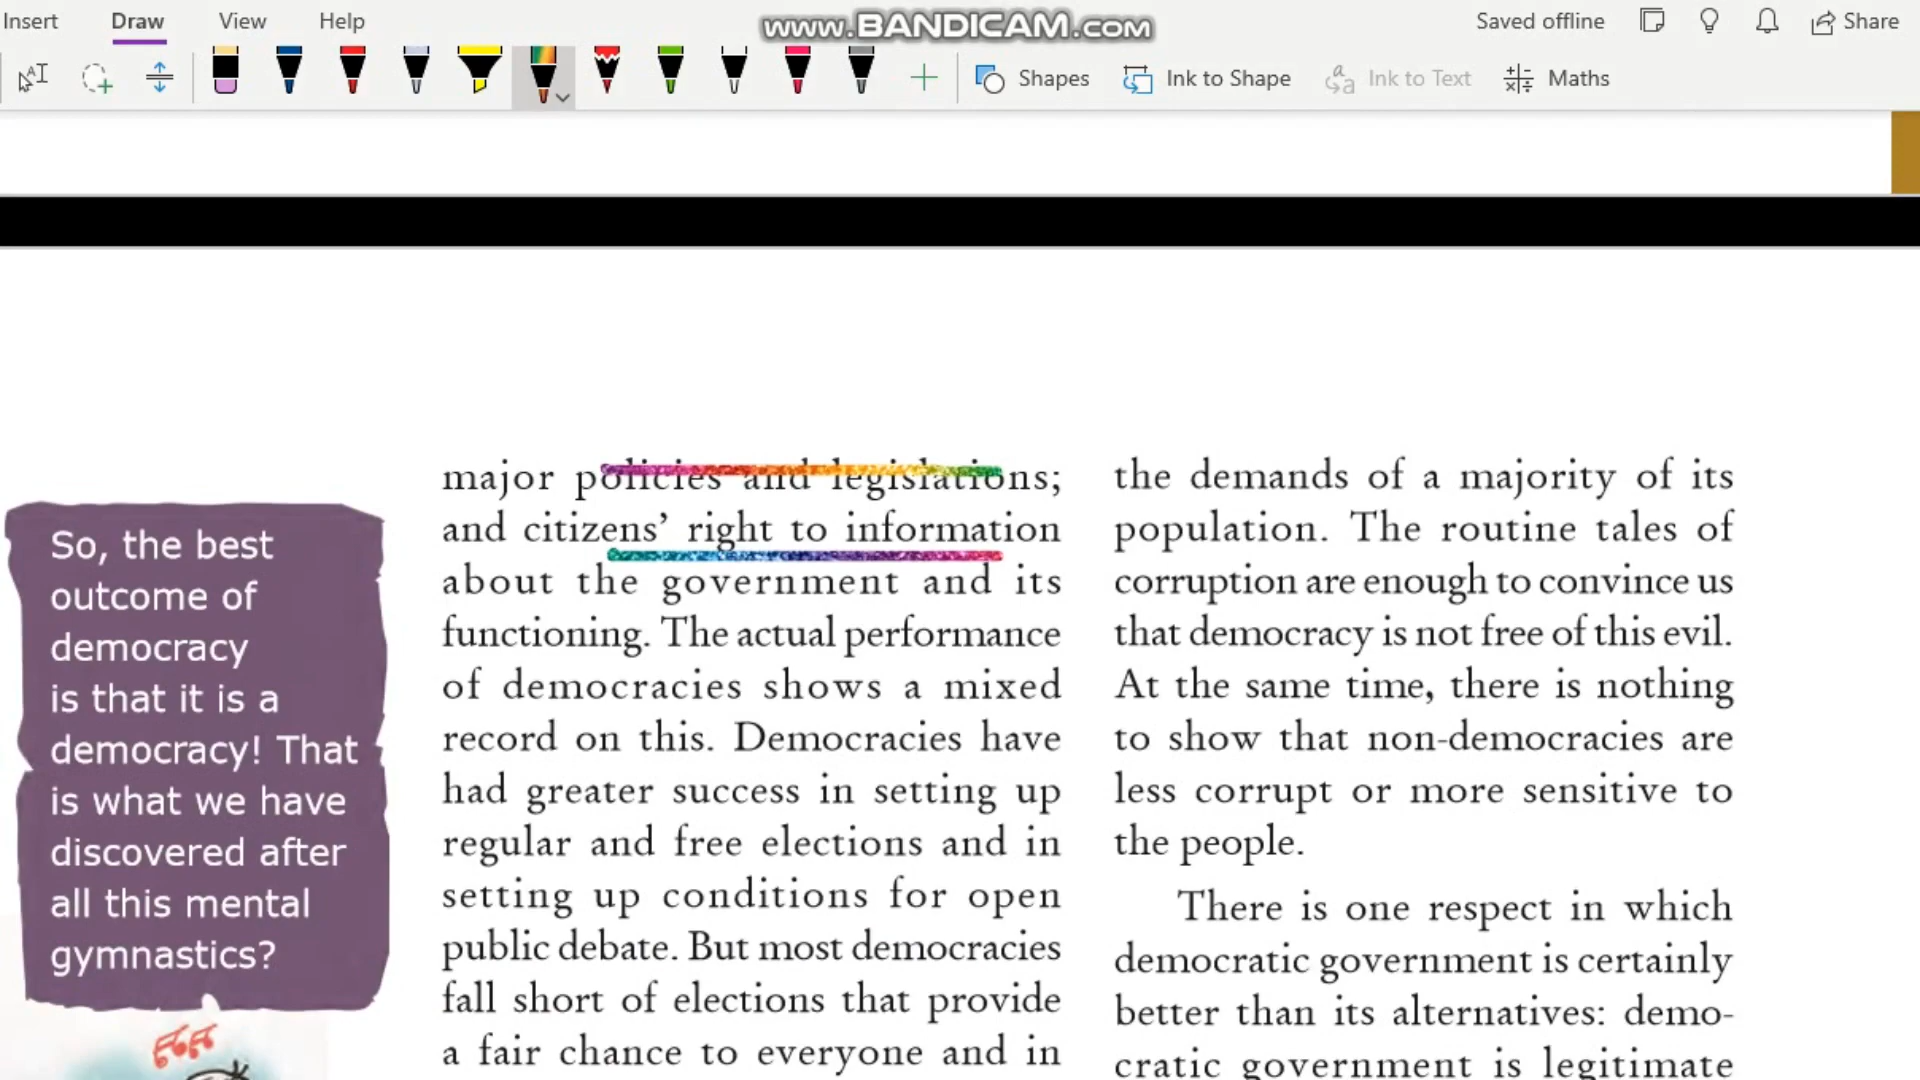 Insert Draw View Help
www.BANDICAM.com
Saved offline Share
Shapes Ink to Shape Ink to Text Maths
So, the best
outcome of
democracy
is that it is a
democracy! That
is what we have
discovered after
all this mental
gymnastics?
major policies and legislations;
and citizens’ right to information
about the government and its
functioning. The actual performance
of democracies shows a mixed
record on this. Democracies have
had greater success in setting up
regular and free elections and in
setting up conditions for open
public debate. But most democracies
fall short of elections that provide
a fair chance to everyone and in
the demands of a majority of its
population. The routine tales of
corruption are enough to convince us
that democracy is not free of this evil.
At the same time, there is nothing
to show that non-democracies are
less corrupt or more sensitive to
the people.
There is one respect in which
democratic government is certainly
better than its alternatives: demo-
cratic government is legitimate